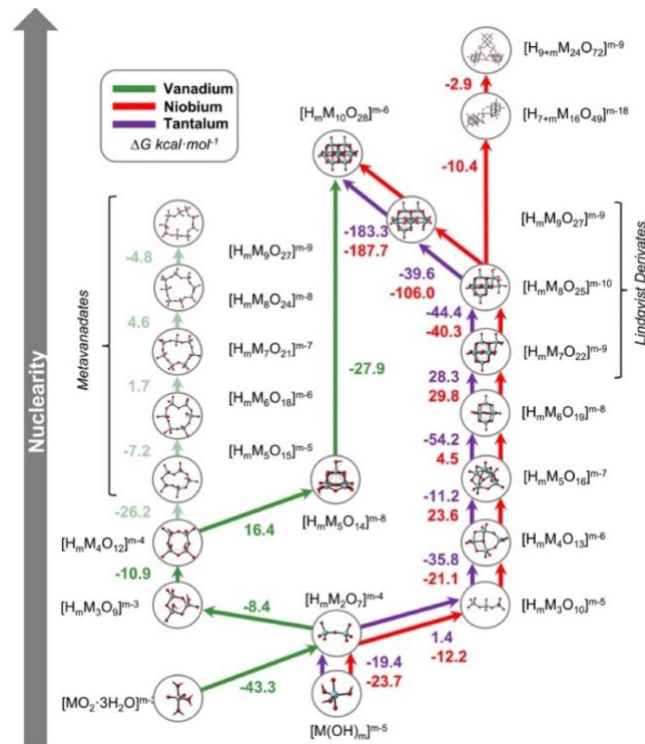 [H₉₊ₘM₂₄O₇₂]ᵐ⁻⁹
-2.9
Vanadium
Niobium
Tantalum
ΔG kcal·mol⁻¹
[HₘM₁₀O₂₈]ᵐ⁻⁶
[H₇₊ₘM₁₆O₄₉]ᵐ⁻¹⁸
-10.4
-183.3
-187.7
[HₘM₉O₂₇]ᵐ⁻⁹
-4.8
[HₘM₉O₂₇]ᵐ⁻⁹
-39.6
-106.0
[HₘM₈O₂₅]ᵐ⁻¹⁰
[HₘM₈O₂₄]ᵐ⁻⁸
4.6
-44.4
-40.3
[HₘM₇O₂₂]ᵐ⁻⁹
Lindqvist Derivates
Metavanadates
[HₘM₇O₂₁]ᵐ⁻⁷
-27.9
1.7
28.3
29.8
[HₘM₆O₁₉]ᵐ⁻⁸
[HₘM₆O₁₈]ᵐ⁻⁶
-7.2
-54.2
4.5
[HₘM₅O₁₅]ᵐ⁻⁵
[HₘM₅O₁₆]ᵐ⁻⁷
-26.2
-11.2
23.6
[HₘM₅O₁₄]ᵐ⁻⁸
16.4
[HₘM₄O₁₂]ᵐ⁻⁴
[HₘM₄O₁₃]ᵐ⁻⁶
-10.9
-35.8
-21.1
[HₘM₃O₉]ᵐ⁻³
-8.4
[HₘM₂O₇]ᵐ⁻⁴
[HₘM₃O₁₀]ᵐ⁻⁵
1.4
-12.2
-19.4
-23.7
-43.3
[MO₂·3H₂O]ᵐ⁻³
[M(OH)ₘ]ᵐ⁻⁵
Nuclearity